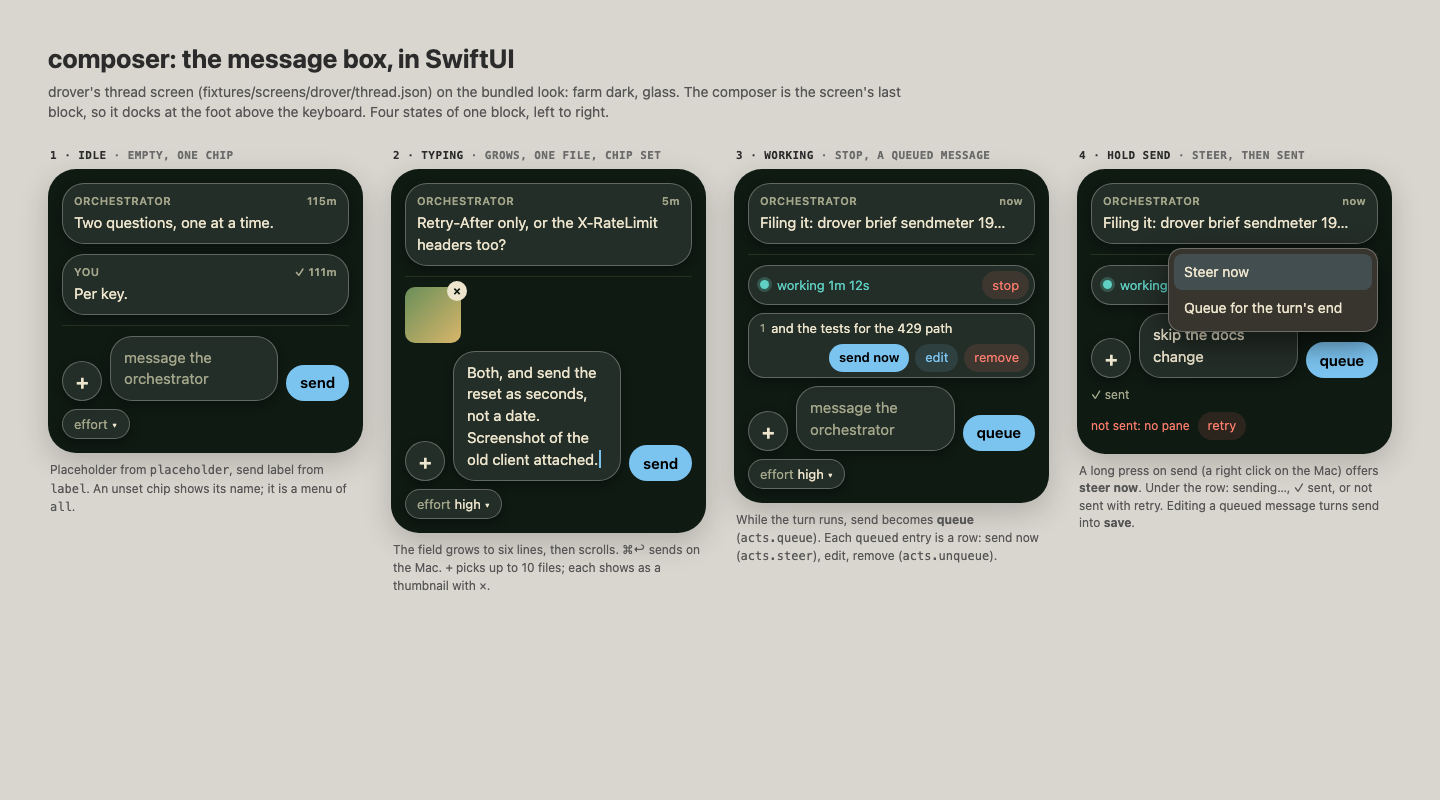 composer: the message box, in SwiftUI
drover's thread screen (fixtures/screens/drover/thread.json) on the bundled look: farm dark, glass. The composer is the screen's last
block, so it docks at the foot above the keyboard. Four states of one block, left to right.
1 · IDLE · EMPTY, ONE CHIP
ORCHESTRATOR 115m
Two questions, one at a time.
YOU ✓ 111m
Per key.
+
message the
orchestrator
send
effort ▾
Placeholder from placeholder, send label from
label. An unset chip shows its name; it is a menu of
all.
2 · TYPING · GROWS, ONE FILE, CHIP SET
ORCHESTRATOR 5m
Retry-After only, or the X-RateLimit
headers too?
×
Both, and send the
reset as seconds,
not a date.
Screenshot of the
old client attached.
+
send
effort high ▾
The field grows to six lines, then scrolls. ⌘↩ sends on
the Mac. + picks up to 10 files; each shows as a
thumbnail with ×.
3 · WORKING · STOP, A QUEUED MESSAGE
ORCHESTRATOR now
Filing it: drover brief sendmeter 19…
working 1m 12s stop
1 and the tests for the 429 path
send now edit remove
+
message the
orchestrator
queue
effort high ▾
While the turn runs, send becomes queue
(acts.queue). Each queued entry is a row: send now
(acts.steer), edit, remove (acts.unqueue).
4 · HOLD SEND · STEER, THEN SENT
ORCHESTRATOR now
Filing it: drover brief sendmeter 19…
working
Steer now
Queue for the turn's end
+
skip the docs
change
queue
✓ sent
not sent: no pane retry
A long press on send (a right click on the Mac) offers
steer now. Under the row: sending…, ✓ sent, or not
sent with retry. Editing a queued message turns send
into save.